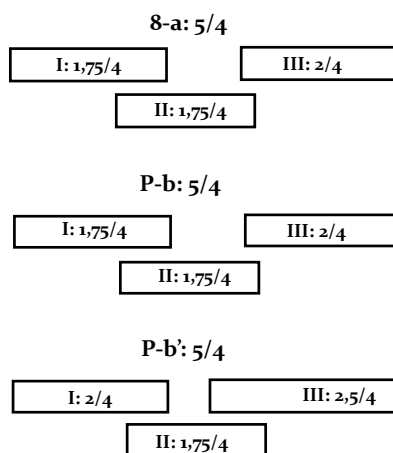 8-a: 5/4
I: 1,75/4
III: 2/4
II: 1,75/4
P-b: 5/4
I: 1,75/4
III: 2/4
II: 1,75/4
P-b’: 5/4
I: 2/4
III: 2,5/4
II: 1,75/4